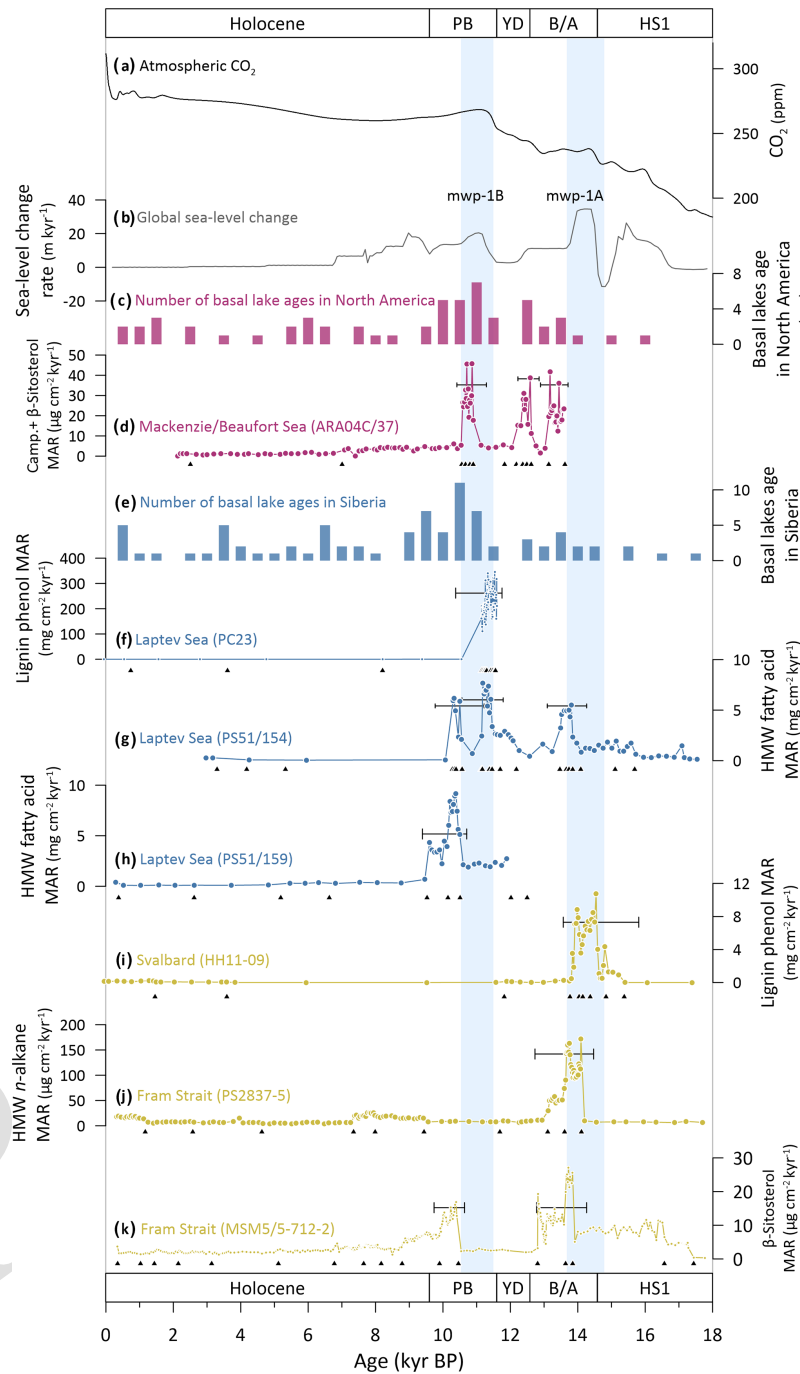 Holocene PB YD B/A HS1
(a) Atmospheric CO2
300
250
200
CO2 (ppm)
mwp-1B mwp-1A
(b) Global sea-level change
40
20
0
-20
Sea-level change
rate (m kyr-1)
(c) Number of basal lake ages in North America
8
4
0
Basal lakes age
in North America
50
40
30
20
10
0
Camp.+ β-Sitosterol
MAR (µg cm-2 kyr-1)
(d) Mackenzie/Beaufort Sea (ARA04C/37)
(e) Number of basal lake ages in Siberia
10
5
0
Basal lakes age
in Siberia
400
300
200
100
0
Lignin phenol MAR
(mg cm-2 kyr-1)
(f) Laptev Sea (PC23)
10
5
0
HMW fatty acid
MAR (mg cm-2 kyr-1)
(g) Laptev Sea (PS51/154)
10
5
0
HMW fatty acid
MAR (mg cm-2 kyr-1)
(h) Laptev Sea (PS51/159)
12
8
4
0
Lignin phenol MAR
(mg cm-2 kyr-1)
(i) Svalbard (HH11-09)
200
150
100
50
0
HMW n-alkane
MAR (µg cm-2 kyr-1)
(j) Fram Strait (PS2837-5)
30
20
10
0
β-Sitosterol
MAR (µg cm-2 kyr-1)
(k) Fram Strait (MSM5/5-712-2)
Holocene PB YD B/A HS1
0 2 4 6 8 10 12 14 16 18
Age (kyr BP)